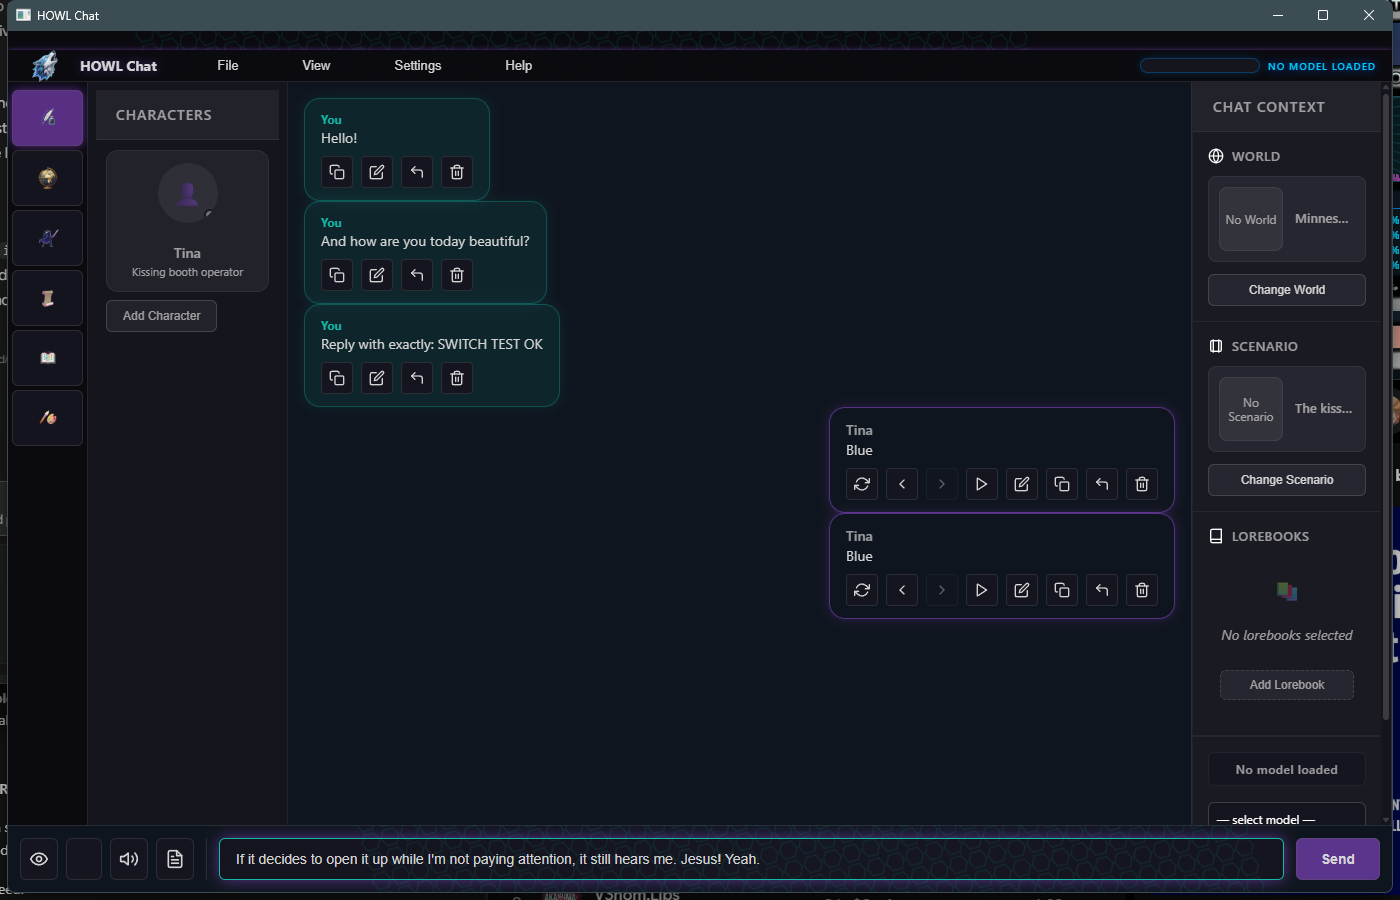 HOWL Chat
HOWL Chat
File
View
Settings
Help
NO MODEL LOADED
CHARACTERS
Tina
Kissing booth operator
Add Character
You
Hello!
You
And how are you today beautiful?
You
Reply with exactly: SWITCH TEST OK
Tina
Blue
Tina
Blue
CHAT CONTEXT
WORLD
No World
Minnes...
Change World
SCENARIO
No
Scenario
The kiss...
Change Scenario
LOREBOOKS
No lorebooks selected
Add Lorebook
No model loaded
— select model —
If it decides to open it up while I'm not paying attention, it still hears me. Jesus! Yeah.
Send